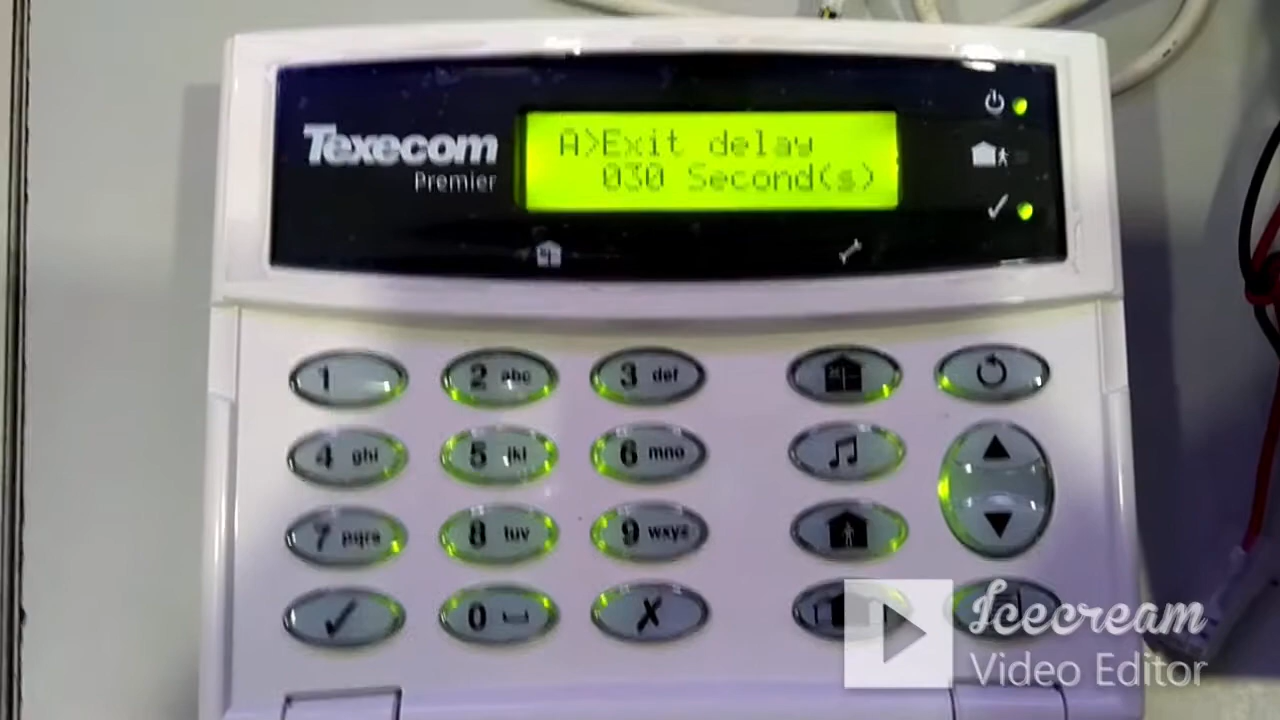 Texecom
Premier
A>Exit delay
030 Second(s)
1
2 abc
3 def
4 ghi
5 jkl
6 mno
7 pqrs
8 tuv
9 wxyz
0
Icecream
Video Editor